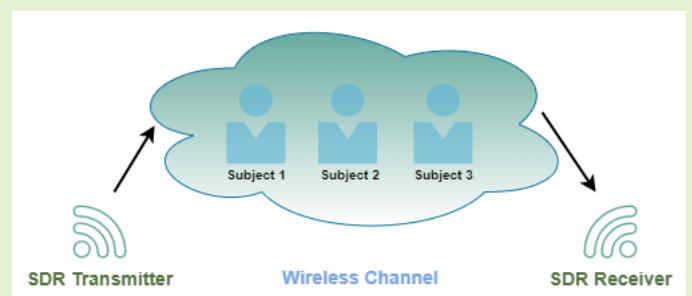 Subject 1
Subject 2
Subject 3
SDR Transmitter
Wireless Channel
SDR Receiver